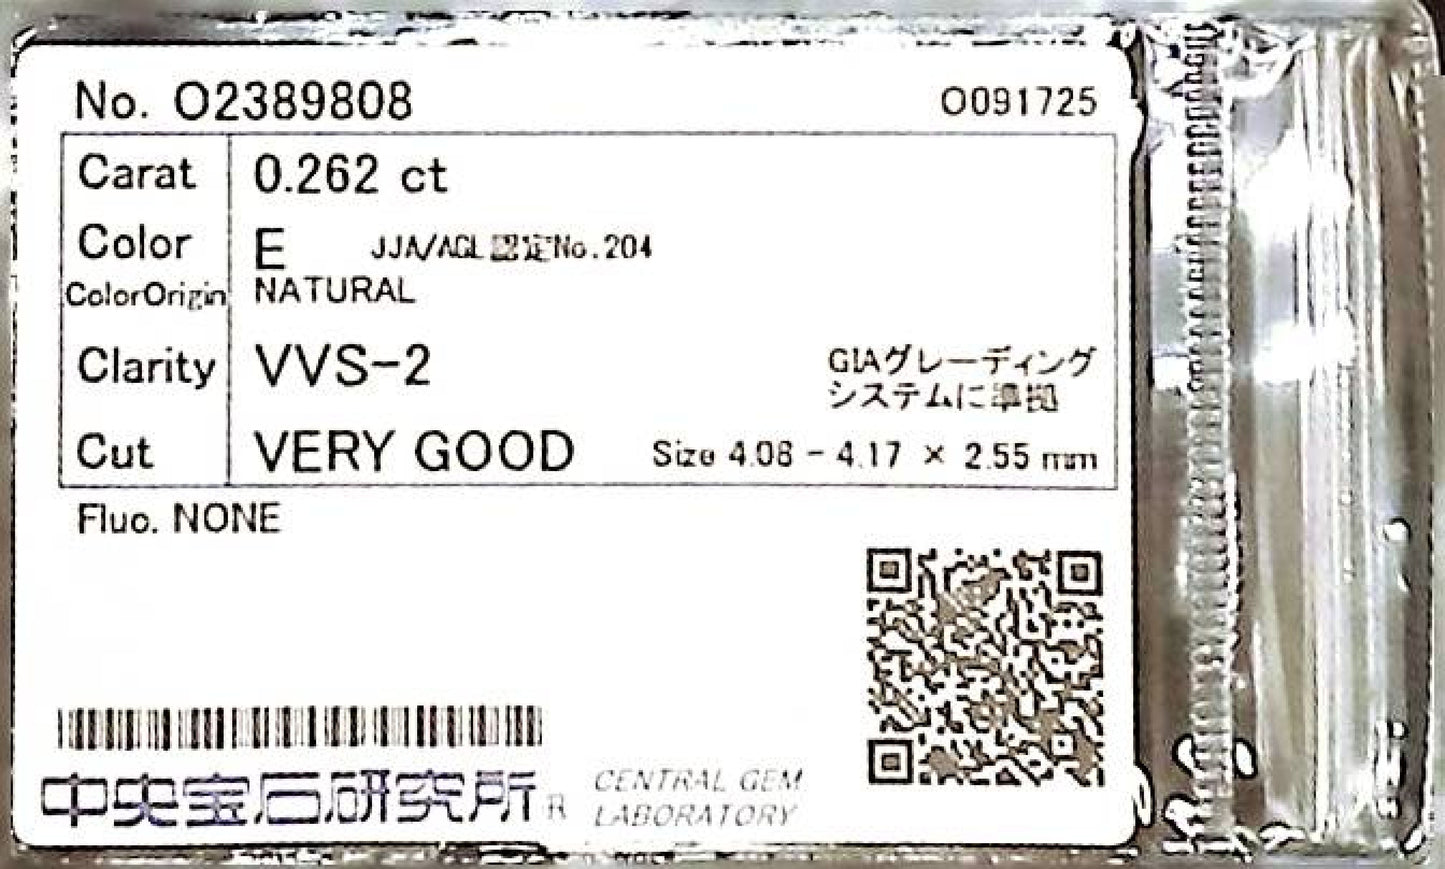 No. O2389808
O091725
Carat 0.262 ct
Color E JJA/AGL認定No.204
ColorOrigin NATURAL
Clarity VVS-2
GIAグレーディング
システムに準拠
Cut VERY GOOD Size 4.08 - 4.17 × 2.55 mm
Fluo. NONE
中央宝石研究所 R
CENTRAL GEM
LABORATORY